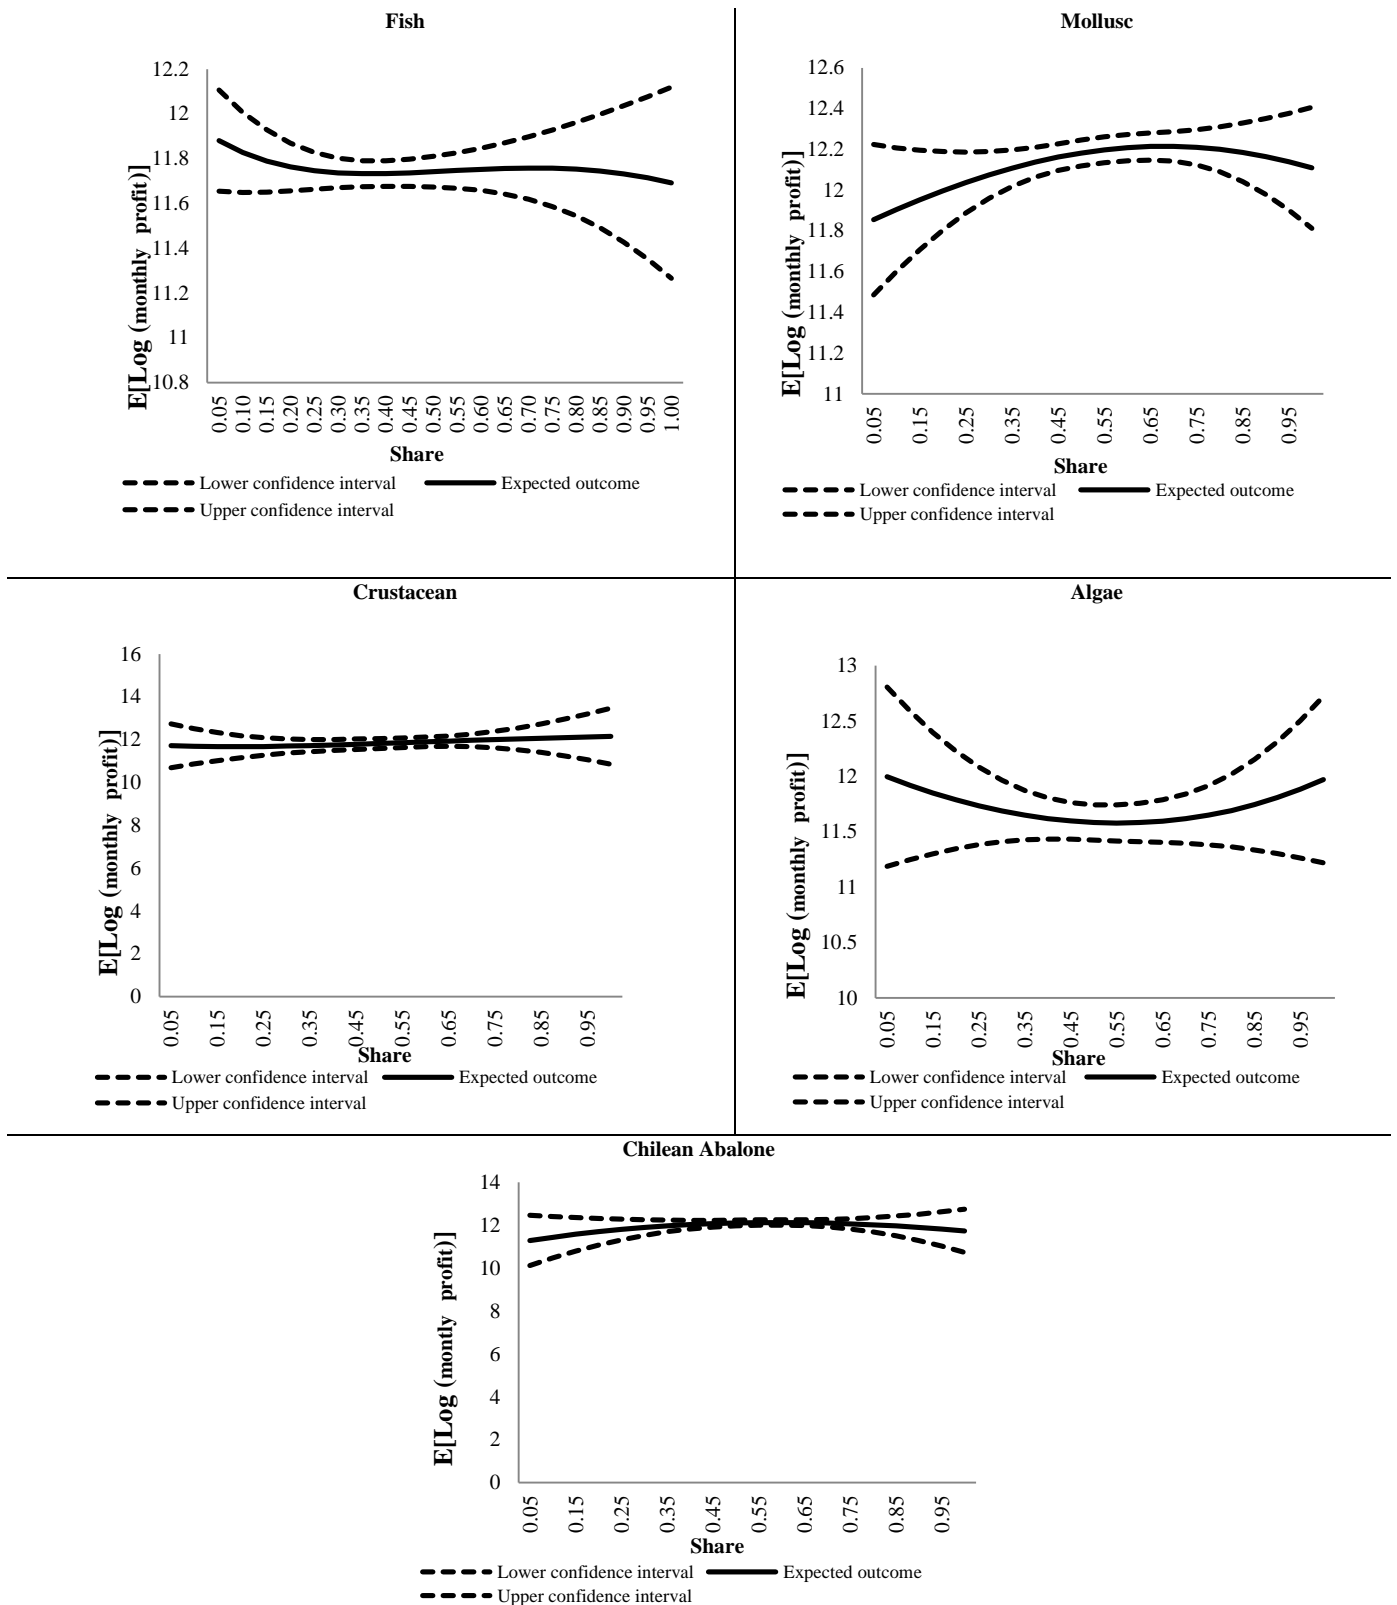 Fish
E[Log (monthly profit)]
12.2
12
11.8
11.6
11.4
11.2
11
10.8
0.05 0.10 0.15 0.20 0.25 0.30 0.35 0.40 0.45 0.50 0.55 0.60 0.65 0.70 0.75 0.80 0.85 0.90 0.95 1.00
Share
Lower confidence interval Expected outcome
Upper confidence interval
Mollusc
E[Log (monthly profit)]
12.6
12.4
12.2
12
11.8
11.6
11.4
11.2
11
0.05 0.15 0.25 0.35 0.45 0.55 0.65 0.75 0.85 0.95
Share
Lower confidence interval Expected outcome
Upper confidence interval
Crustacean
E[Log (monthly profit)]
16
14
12
10
8
6
4
2
0
0.05 0.15 0.25 0.35 0.45 0.55 0.65 0.75 0.85 0.95
Share
Lower confidence interval Expected outcome
Upper confidence interval
Algae
E[Log (monthly profit)]
13
12.5
12
11.5
11
10.5
10
0.05 0.15 0.25 0.35 0.45 0.55 0.65 0.75 0.85 0.95
Share
Lower confidence interval Expected outcome
Upper confidence interval
Chilean Abalone
E[Log (montly profit)]
14
12
10
8
6
4
2
0
0.05 0.15 0.25 0.35 0.45 0.55 0.65 0.75 0.85 0.95
Share
Lower confidence interval Expected outcome
Upper confidence interval